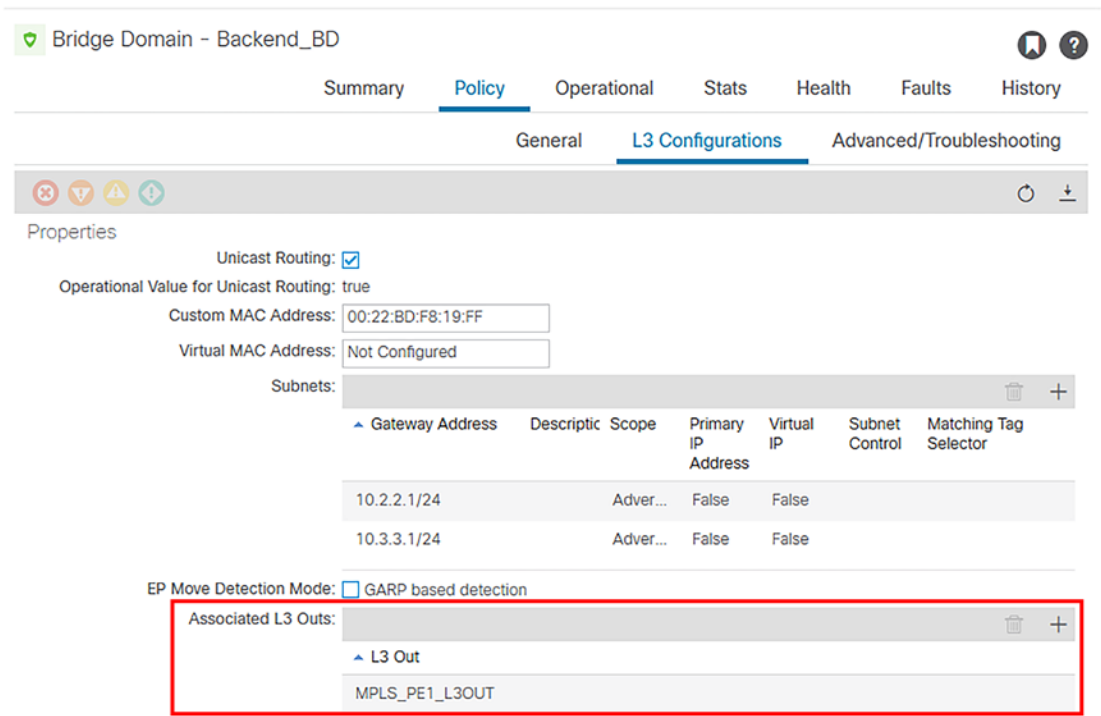 Bridge Domain - Backend_BD
Summary Policy Operational Stats Health Faults History
General L3 Configurations Advanced/Troubleshooting
Properties
Unicast Routing:
Operational Value for Unicast Routing: true
Custom MAC Address: 00:22:BD:F8:19:FF
Virtual MAC Address: Not Configured
Subnets:
Gateway Address Descriptic Scope Primary IP Address Virtual IP Subnet Control Matching Tag Selector
10.2.2.1/24 Adver... False False
10.3.3.1/24 Adver... False False
EP Move Detection Mode: GARP based detection
Associated L3 Outs:
L3 Out
MPLS_PE1_L3OUT